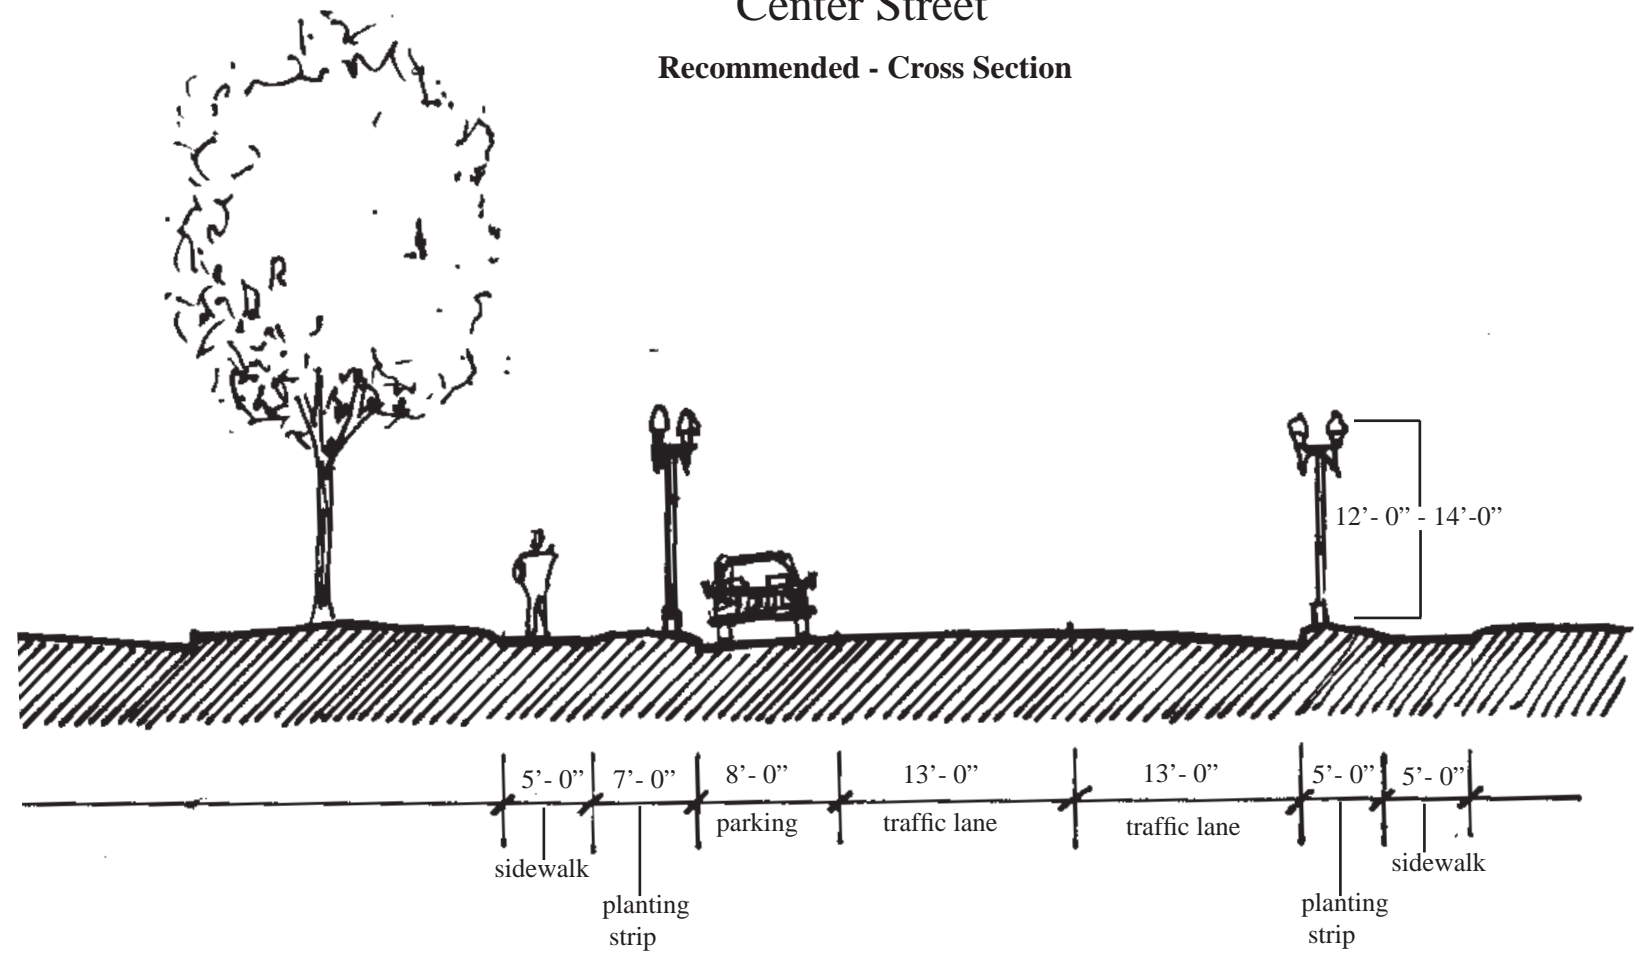 Center Street
Recommended - Cross Section
12’- 0” - 14’-0”
5’- 0” 7’- 0” 8’- 0” 13’- 0” 13’- 0” 5’- 0” 5’- 0”
parking traffic lane traffic lane
sidewalk sidewalk
planting planting
strip strip